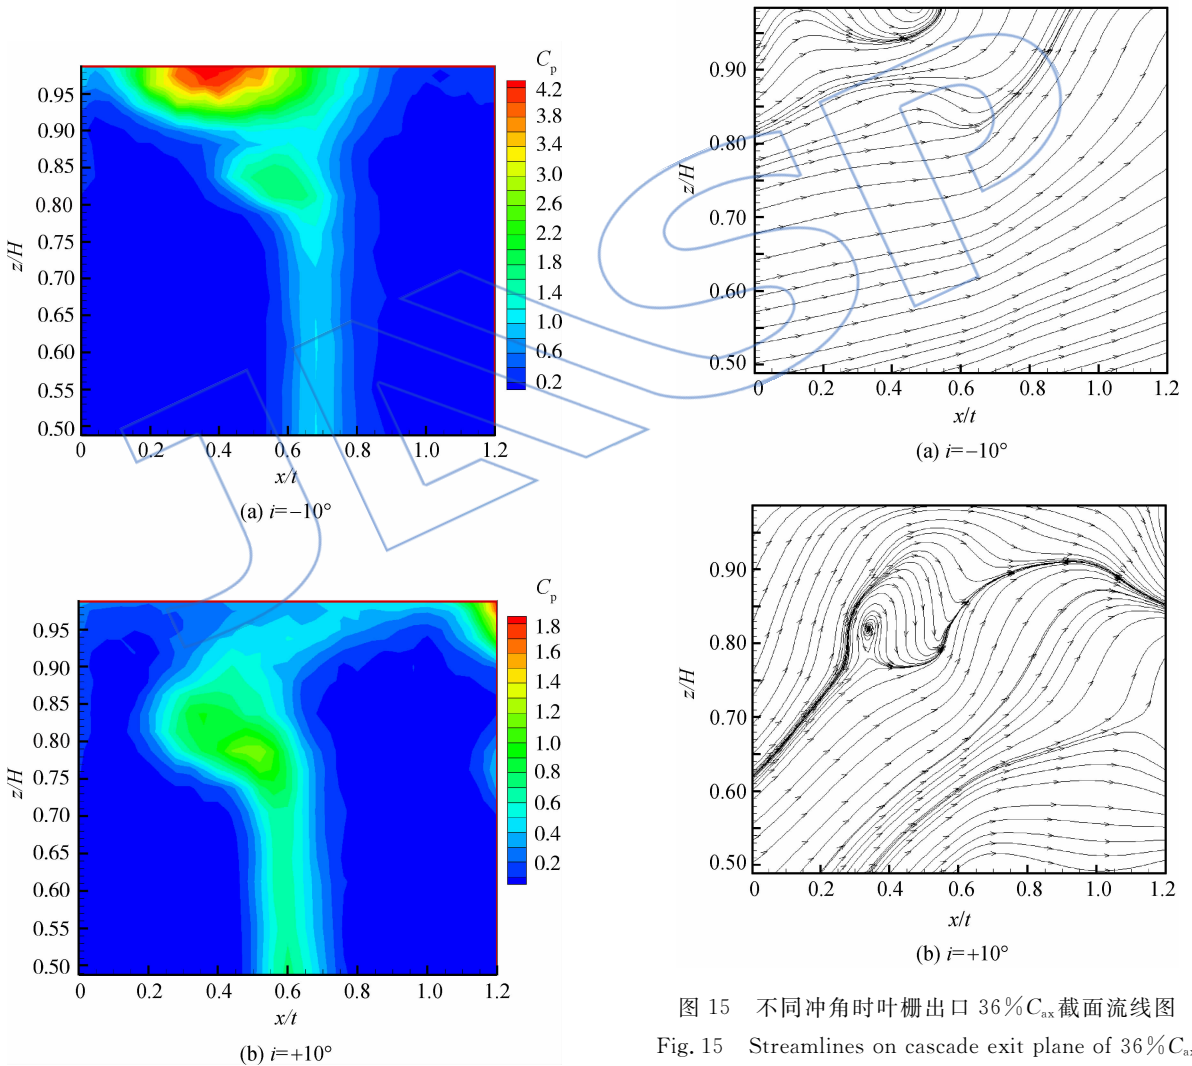 C_p
4.2
3.8
3.4
3.0
2.6
2.2
1.8
1.4
1.0
0.6
0.2
z/H
0.95
0.90
0.85
0.80
0.75
0.70
0.65
0.60
0.55
0.50
0 0.2 0.4 0.6 0.8 1.0 1.2
x/t
(a) i=−10°
C_p
1.8
1.6
1.4
1.2
1.0
0.8
0.6
0.4
0.2
z/H
0.95
0.90
0.85
0.80
0.75
0.70
0.65
0.60
0.55
0.50
0 0.2 0.4 0.6 0.8 1.0 1.2
x/t
(b) i=+10°
z/H
0.90
0.80
0.70
0.60
0.50
0 0.2 0.4 0.6 0.8 1.0 1.2
x/t
(a) i=−10°
z/H
0.90
0.80
0.70
0.60
0.50
0 0.2 0.4 0.6 0.8 1.0 1.2
x/t
(b) i=+10°
图 15 不同冲角时叶栅出口 36%C_ax截面流线图
Fig. 15 Streamlines on cascade exit plane of 36%C_ax